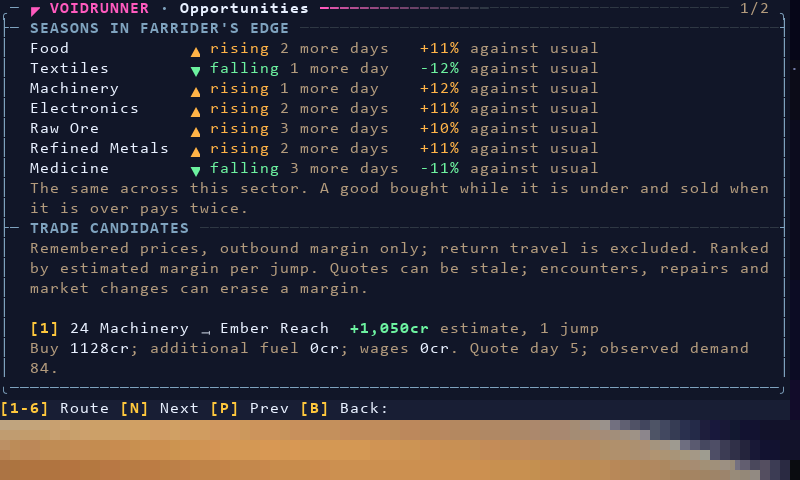 VOIDRUNNER · Opportunities 1/2
SEASONS IN FARRIDER'S EDGE
Food ▲ rising 2 more days +11% against usual
Textiles ▼ falling 1 more day -12% against usual
Machinery ▲ rising 1 more day +12% against usual
Electronics ▲ rising 2 more days +11% against usual
Raw Ore ▲ rising 3 more days +10% against usual
Refined Metals ▲ rising 2 more days +11% against usual
Medicine ▼ falling 3 more days -11% against usual
The same across this sector. A good bought while it is under and sold when
it is over pays twice.
TRADE CANDIDATES
Remembered prices, outbound margin only; return travel is excluded. Ranked
by estimated margin per jump. Quotes can be stale; encounters, repairs and
market changes can erase a margin.
[1] 24 Machinery → Ember Reach +1,050cr estimate, 1 jump
Buy 1128cr; additional fuel 0cr; wages 0cr. Quote day 5; observed demand
84.
[1-6] Route [N] Next [P] Prev [B] Back: